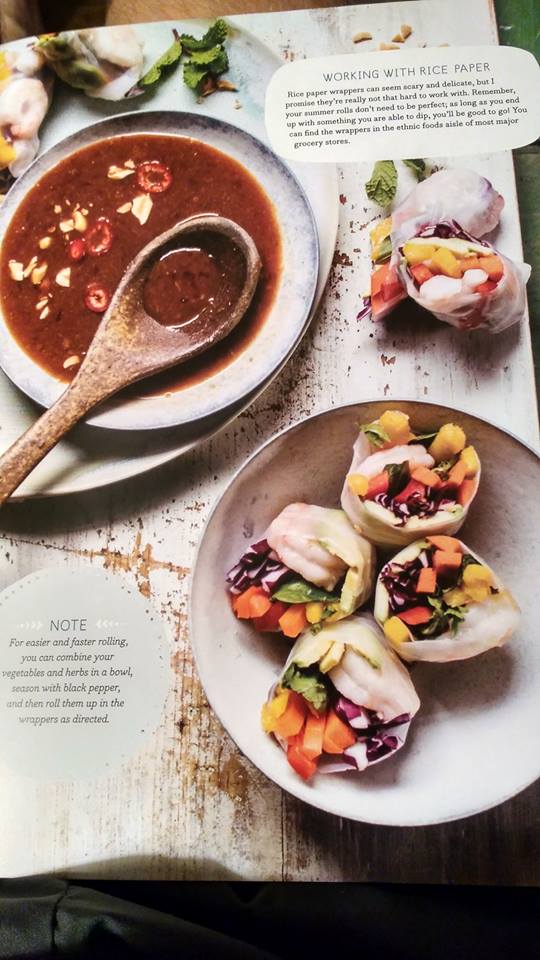 WORKING WITH RICE PAPER
Rice paper wrappers can seem scary and delicate, but I
promise they're really not that hard to work with. Remember,
your summer rolls don't need to be perfect; as long as you end
up with something you are able to dip, you'll be good to go! You
can find the wrappers in the ethnic foods aisle of most major
grocery stores.
NOTE
For easier and faster rolling,
you can combine your
vegetables and herbs in a bowl,
season with black pepper,
and then roll them up in the
wrappers as directed.